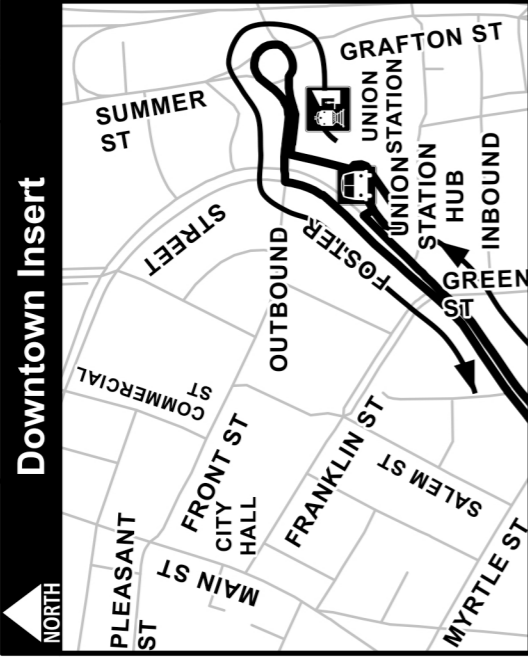 Downtown Insert
NORTH
GRAFTON ST
SUMMER
ST
UNION
STATION
UNION
STATION
HUB
INBOUND
STREET
FOSTER
OUTBOUND
GREEN
ST
COMMERCIAL
ST
FRONT ST
CITY
HALL
FRANKLIN ST
SALEM ST
PLEASANT
ST
MAIN ST
MYRTLE ST